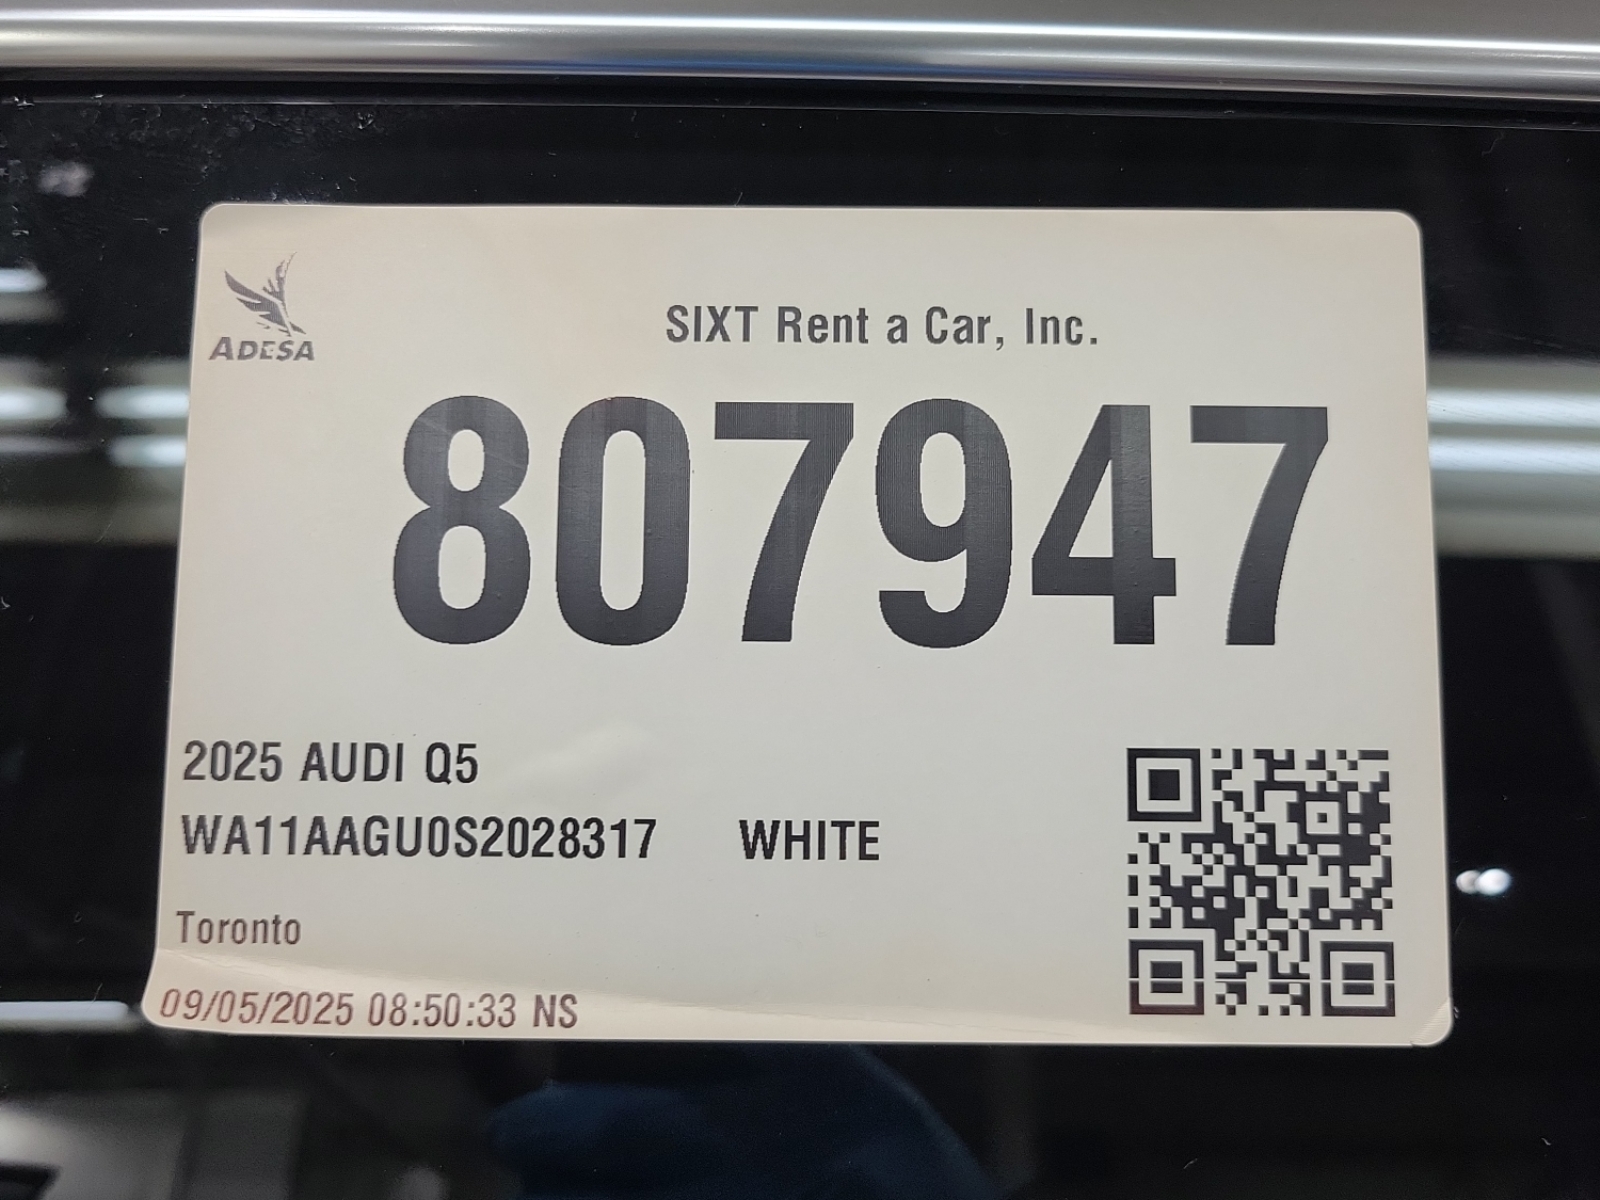 ADESA
SIXT Rent a Car, Inc.
807947
2025 AUDI Q5
WA11AAGU0S2028317 WHITE
Toronto
09/05/2025 08:50:33 NS